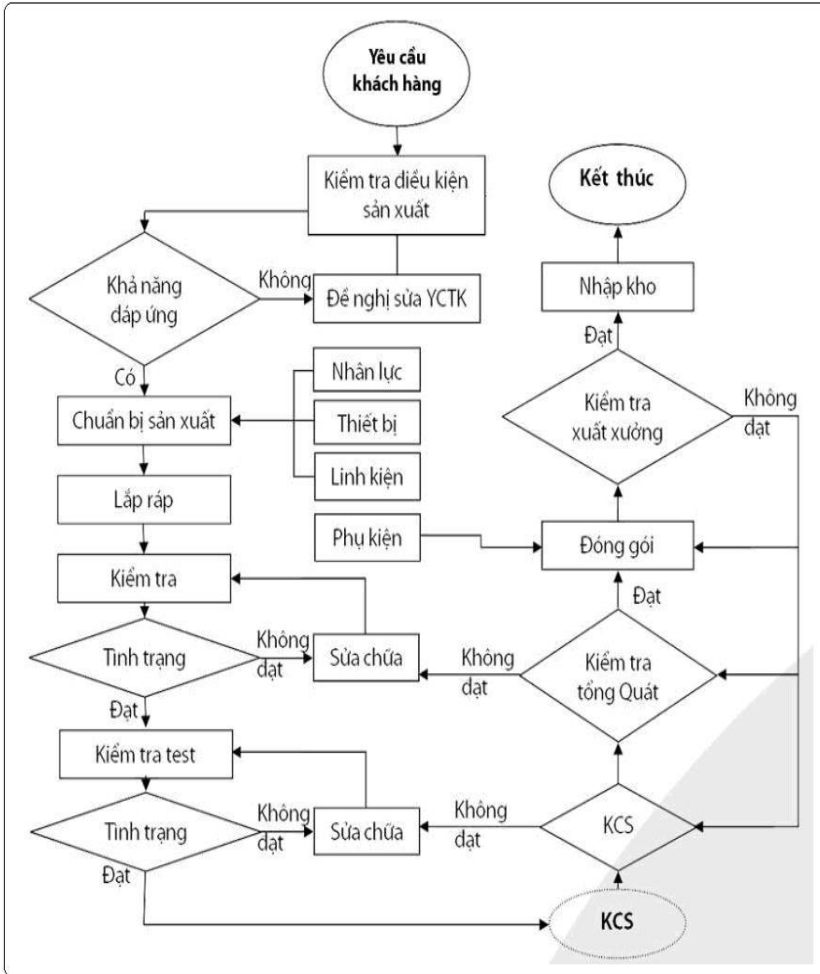 Yêu cầu
khách hàng
Kiểm tra điều kiện
sản xuất
Khả năng
đáp ứng
Không
Đề nghị sửa YCTK
Có
Chuẩn bị sản xuất
Nhân lực
Thiết bị
Linh kiện
Lắp ráp
Phụ kiện
Kiểm tra
Tình trạng
Không
đạt
Sửa chữa
Đạt
Kiểm tra test
Tình trạng
Không
đạt
Sửa chữa
Đạt
Kết thúc
Nhập kho
Đạt
Kiểm tra
xuất xưởng
Không
đạt
Đóng gói
Đạt
Kiểm tra
tổng Quát
Không
đạt
KCS
Không
đạt
KCS